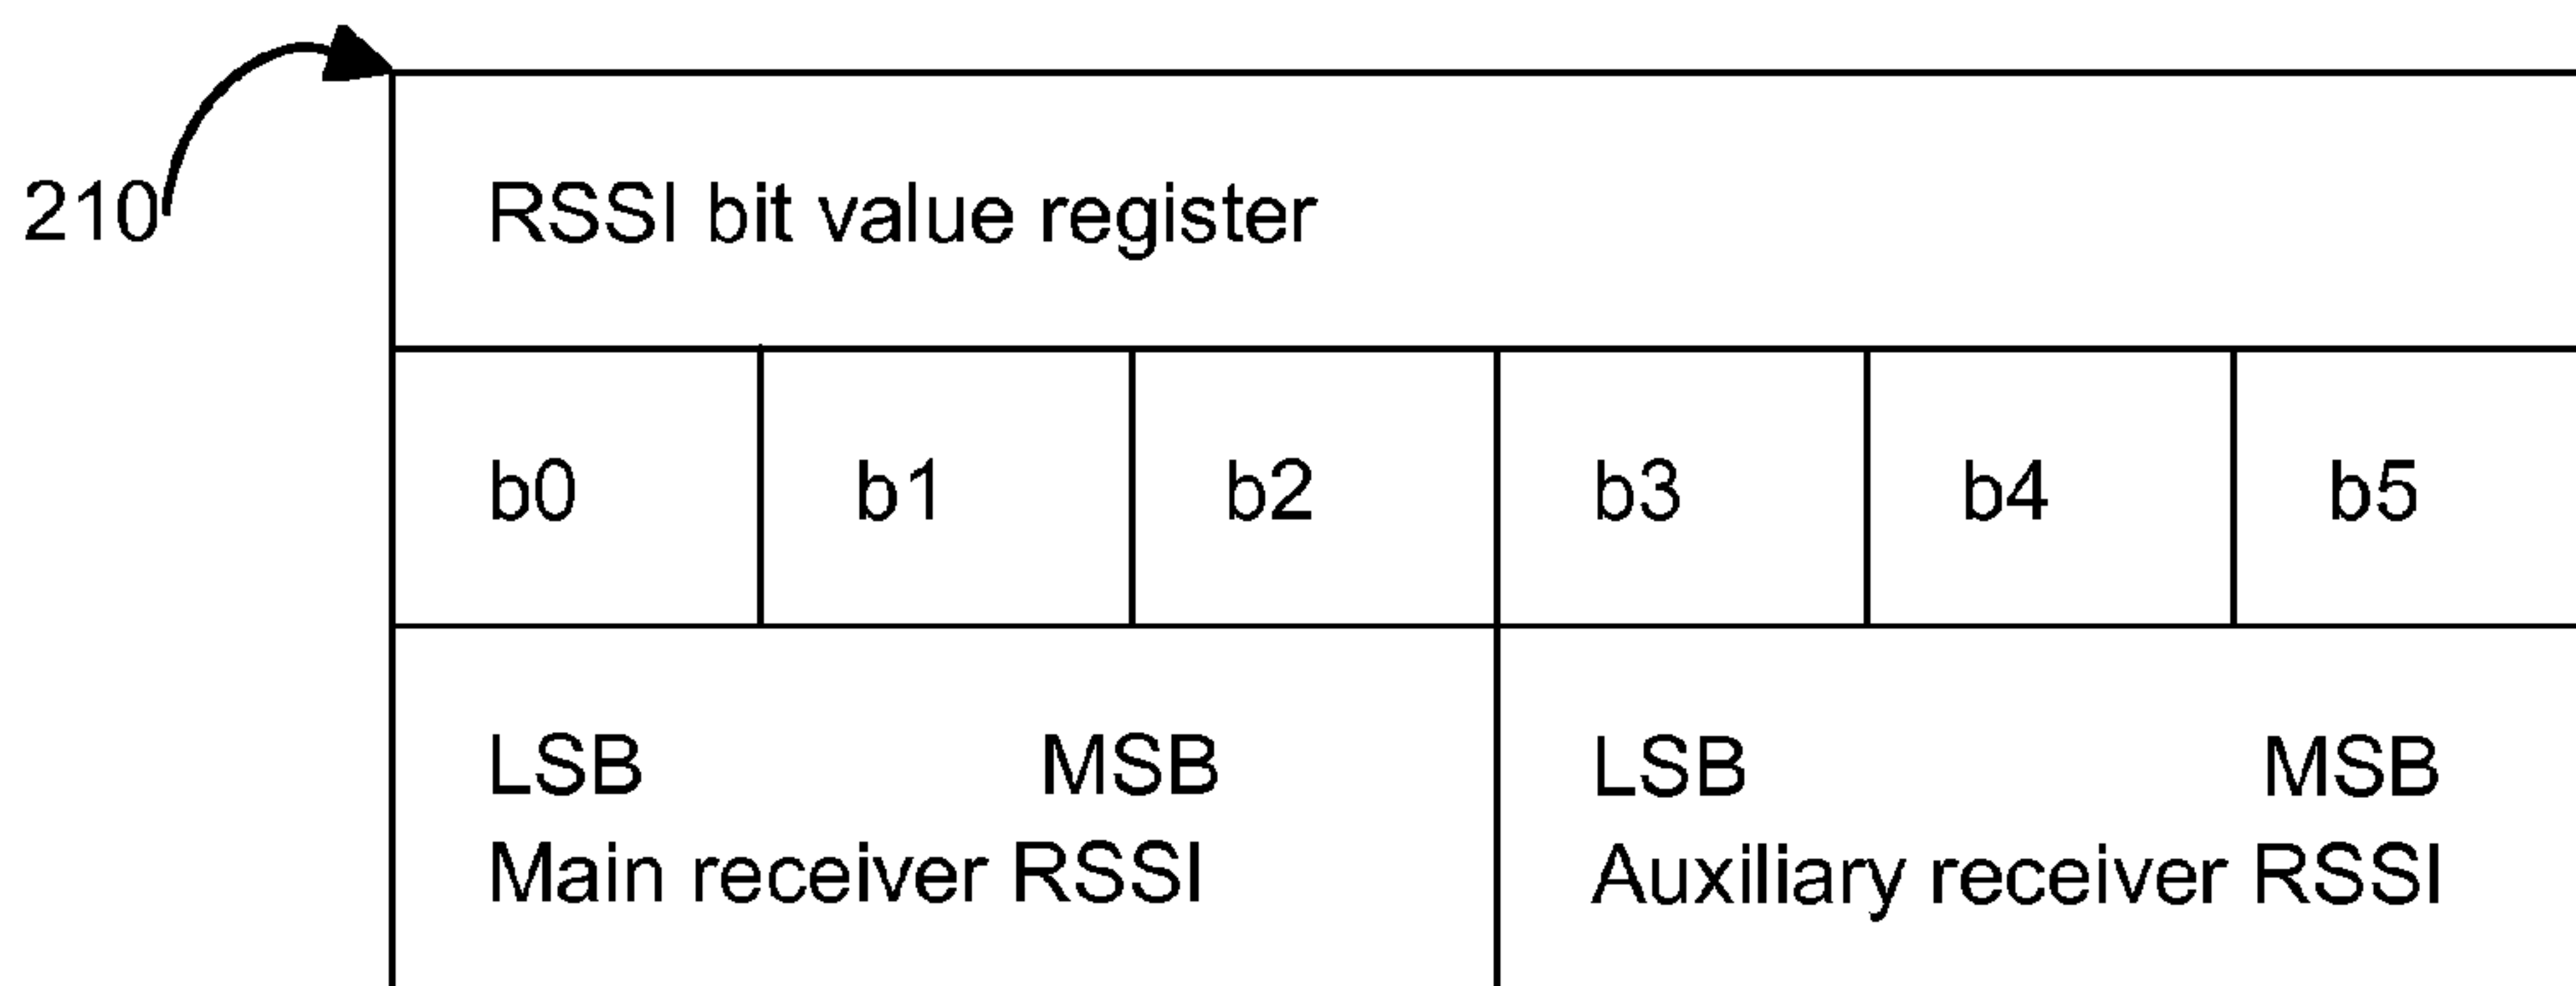 210
RSSI bit value register
b0 b1 b2 b3 b4 b5
LSB MSB LSB MSB
Main receiver RSSI Auxiliary receiver RSSI